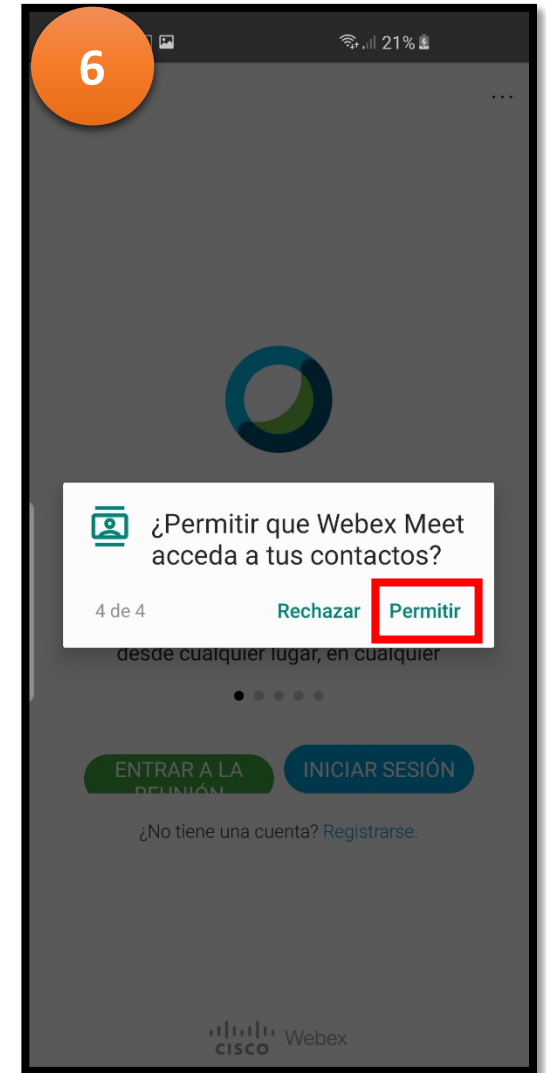 6
21%
...
¿Permitir que Webex Meet
acceda a tus contactos?
4 de 4
Rechazar
Permitir
desde cualquier lugar, en cualquier
ENTRAR A LA
REUNIÓN
INICIAR SESIÓN
¿No tiene una cuenta? Registrarse.
CISCO Webex